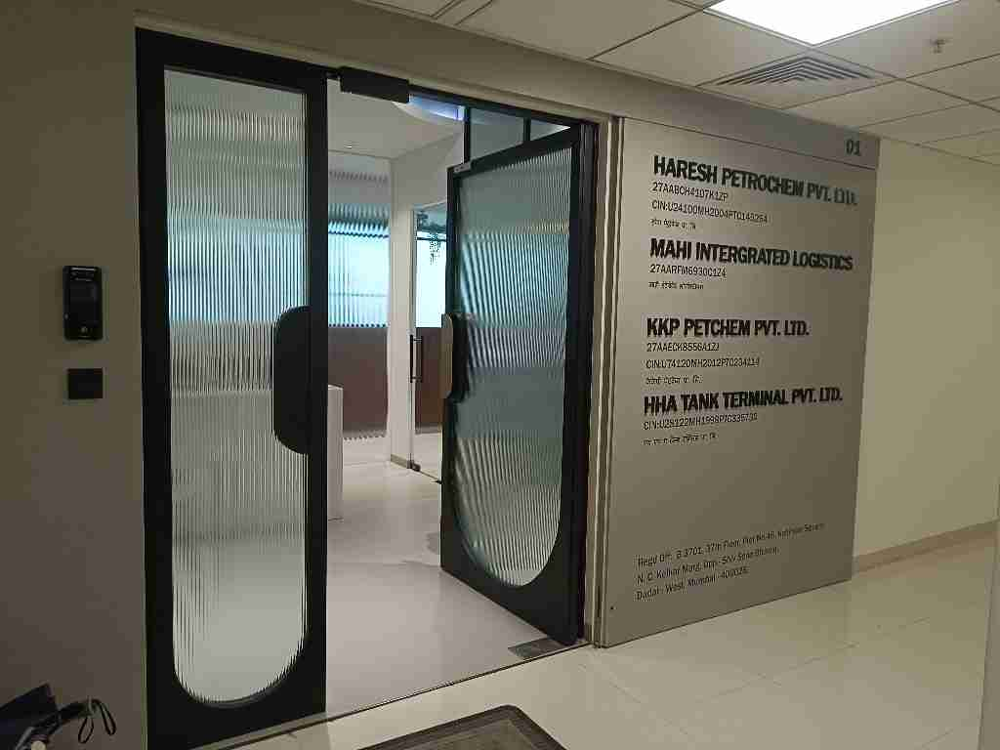 01
HARESH PETROCHEM PVT. LTD.
27AABCH4107K1ZP
CIN:U24100MH2004PTC143254
MAHI INTERGRATED LOGISTICS
27AARFM6930C1Z4
KKP PETCHEM PVT. LTD.
27AAECK8556A1ZJ
CIN:U74120MH2012PTC234114
HHA TANK TERMINAL PVT. LTD.
CIN:U28122MH1998PTC335732
Regd Off: B 3701, 37th Floor, Plot No.46, Kohinoor Square,
N. C. Kelkar Marg, Opp - Shiv Sena Bhavan,
Dadar - West, Mumbai - 400028.